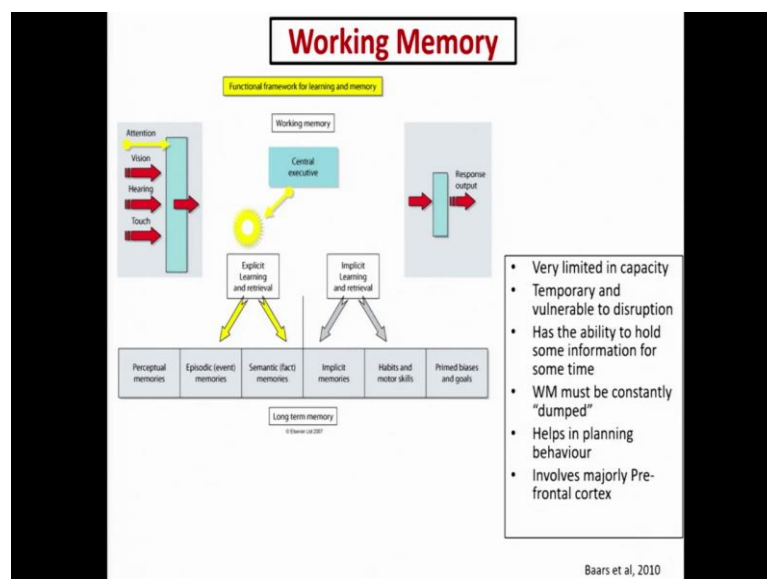 Working Memory
Functional framework for learning and memory
Working memory
Attention
Vision
Hearing
Touch
Central
executive
Response
output
Explicit
Learning
and retrieval
Implicit
Learning
and retrieval
Perceptual
memories
Episodic (event)
memories
Semantic (fact)
memories
Implicit
memories
Habits and
motor skills
Primed biases
and goals
Long term memory
© Elsevier Ltd 2007
• Very limited in capacity
• Temporary and
vulnerable to disruption
• Has the ability to hold
some information for
some time
• WM must be constantly
“dumped”
• Helps in planning
behaviour
• Involves majorly Pre-
frontal cortex
Baars et al, 2010